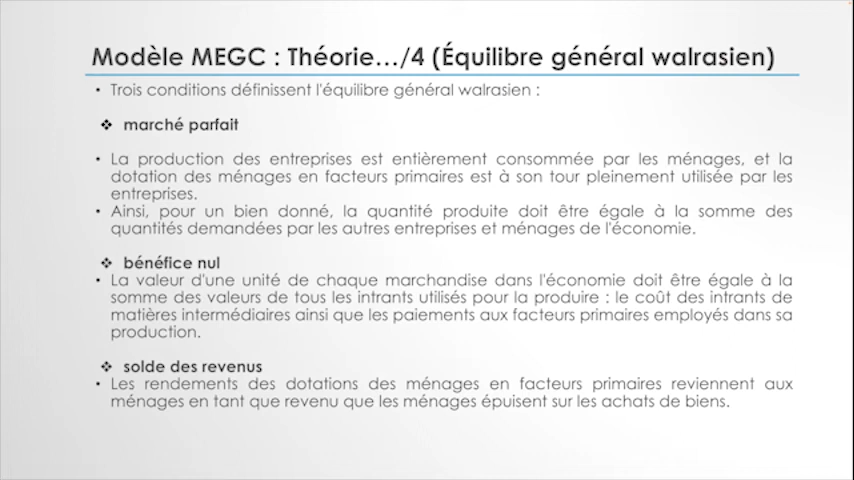 Modèle MEGC : Théorie…/4 (Équilibre général walrasien)
• Trois conditions définissent l'équilibre général walrasien :
❖ marché parfait
• La production des entreprises est entièrement consommée par les ménages, et la
dotation des ménages en facteurs primaires est à son tour pleinement utilisée par les
entreprises.
• Ainsi, pour un bien donné, la quantité produite doit être égale à la somme des
quantités demandées par les autres entreprises et ménages de l'économie.
❖ bénéfice nul
• La valeur d'une unité de chaque marchandise dans l'économie doit être égale à la
somme des valeurs de tous les intrants utilisés pour la produire : le coût des intrants de
matières intermédiaires ainsi que les paiements aux facteurs primaires employés dans sa
production.
❖ solde des revenus
• Les rendements des dotations des ménages en facteurs primaires reviennent aux
ménages en tant que revenu que les ménages épuisent sur les achats de biens.